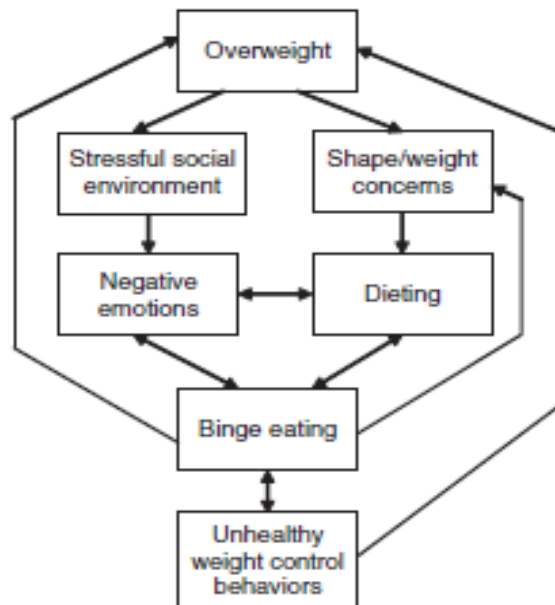 Overweight
Stressful social
environment
Shape/weight
concerns
Negative
emotions
Dieting
Binge eating
Unhealthy
weight control
behaviors